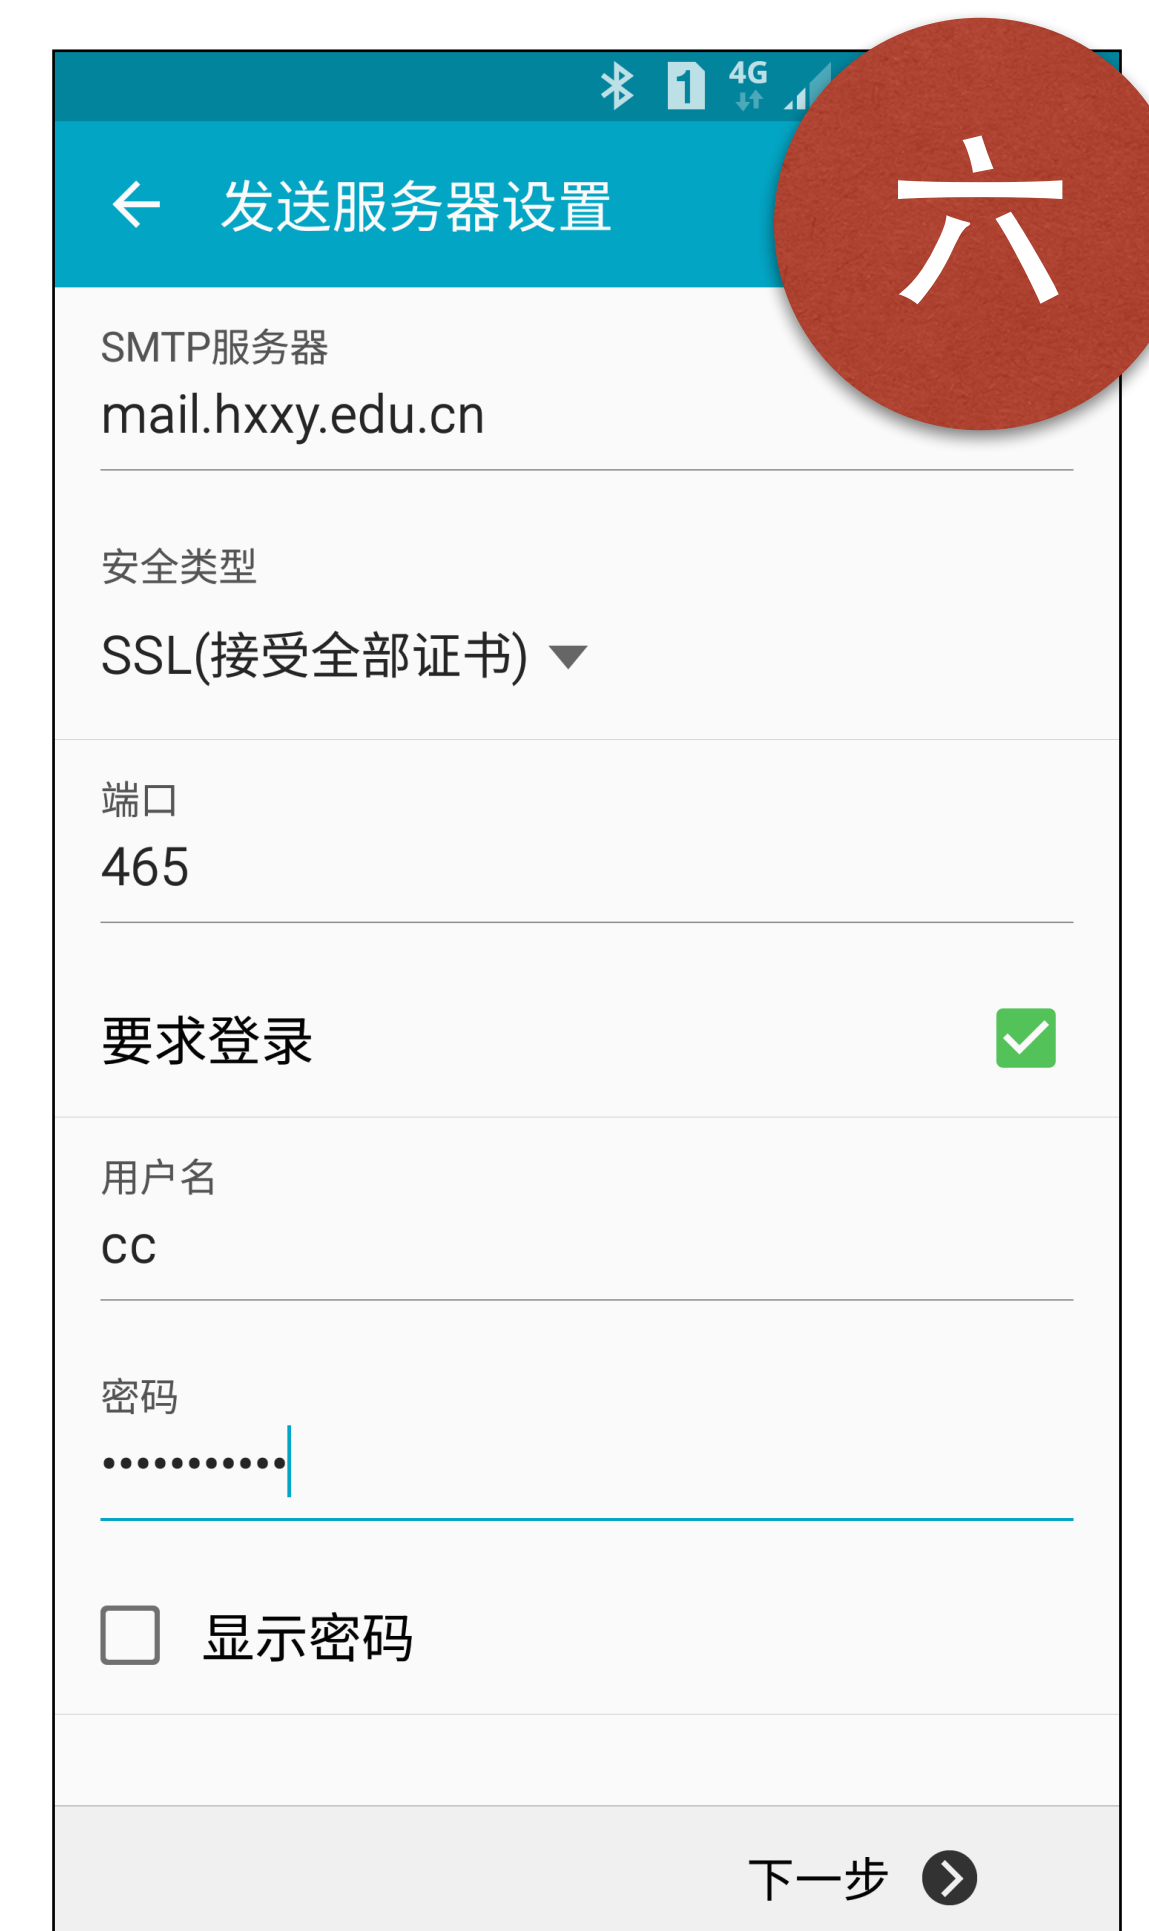 1 4G
六
发送服务器设置
SMTP服务器
mail.hxxy.edu.cn
安全类型
SSL(接受全部证书)
端口
465
要求登录
用户名
cc
密码
•••••••••••
显示密码
下一步